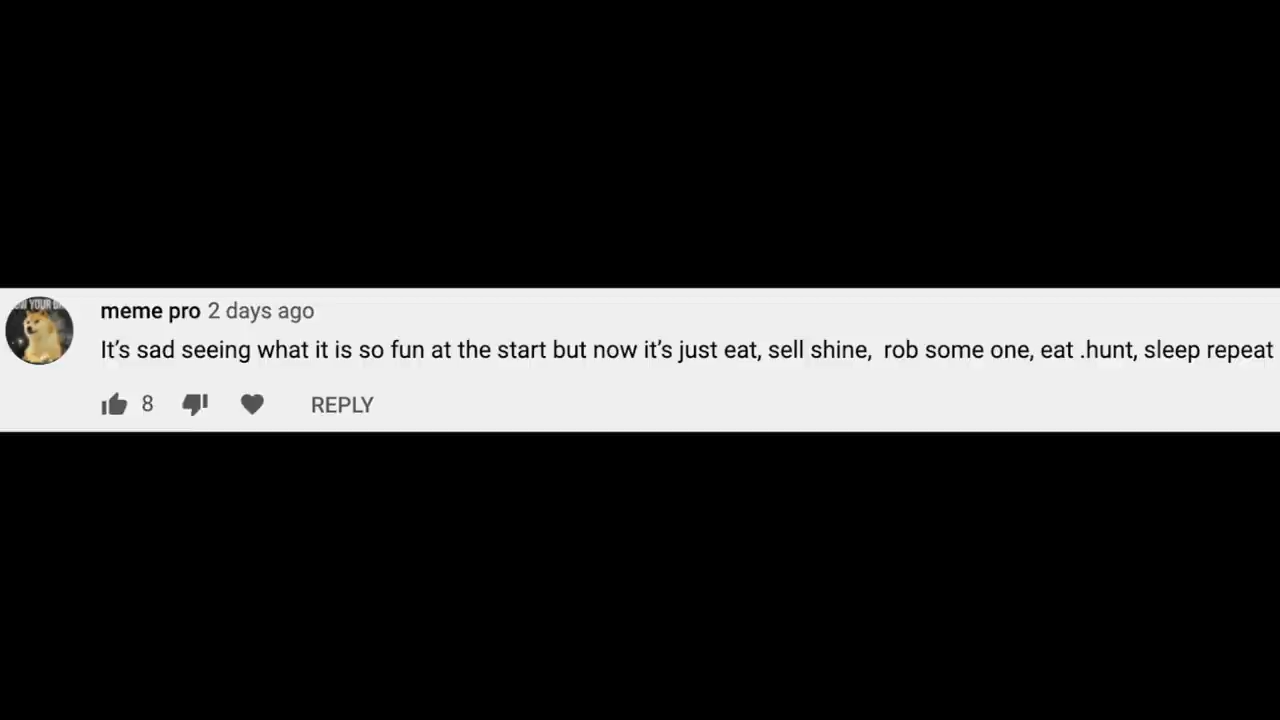 meme pro 2 days ago
It's sad seeing what it is so fun at the start but now it's just eat, sell shine,  rob some one, eat .hunt, sleep repeat
8 REPLY